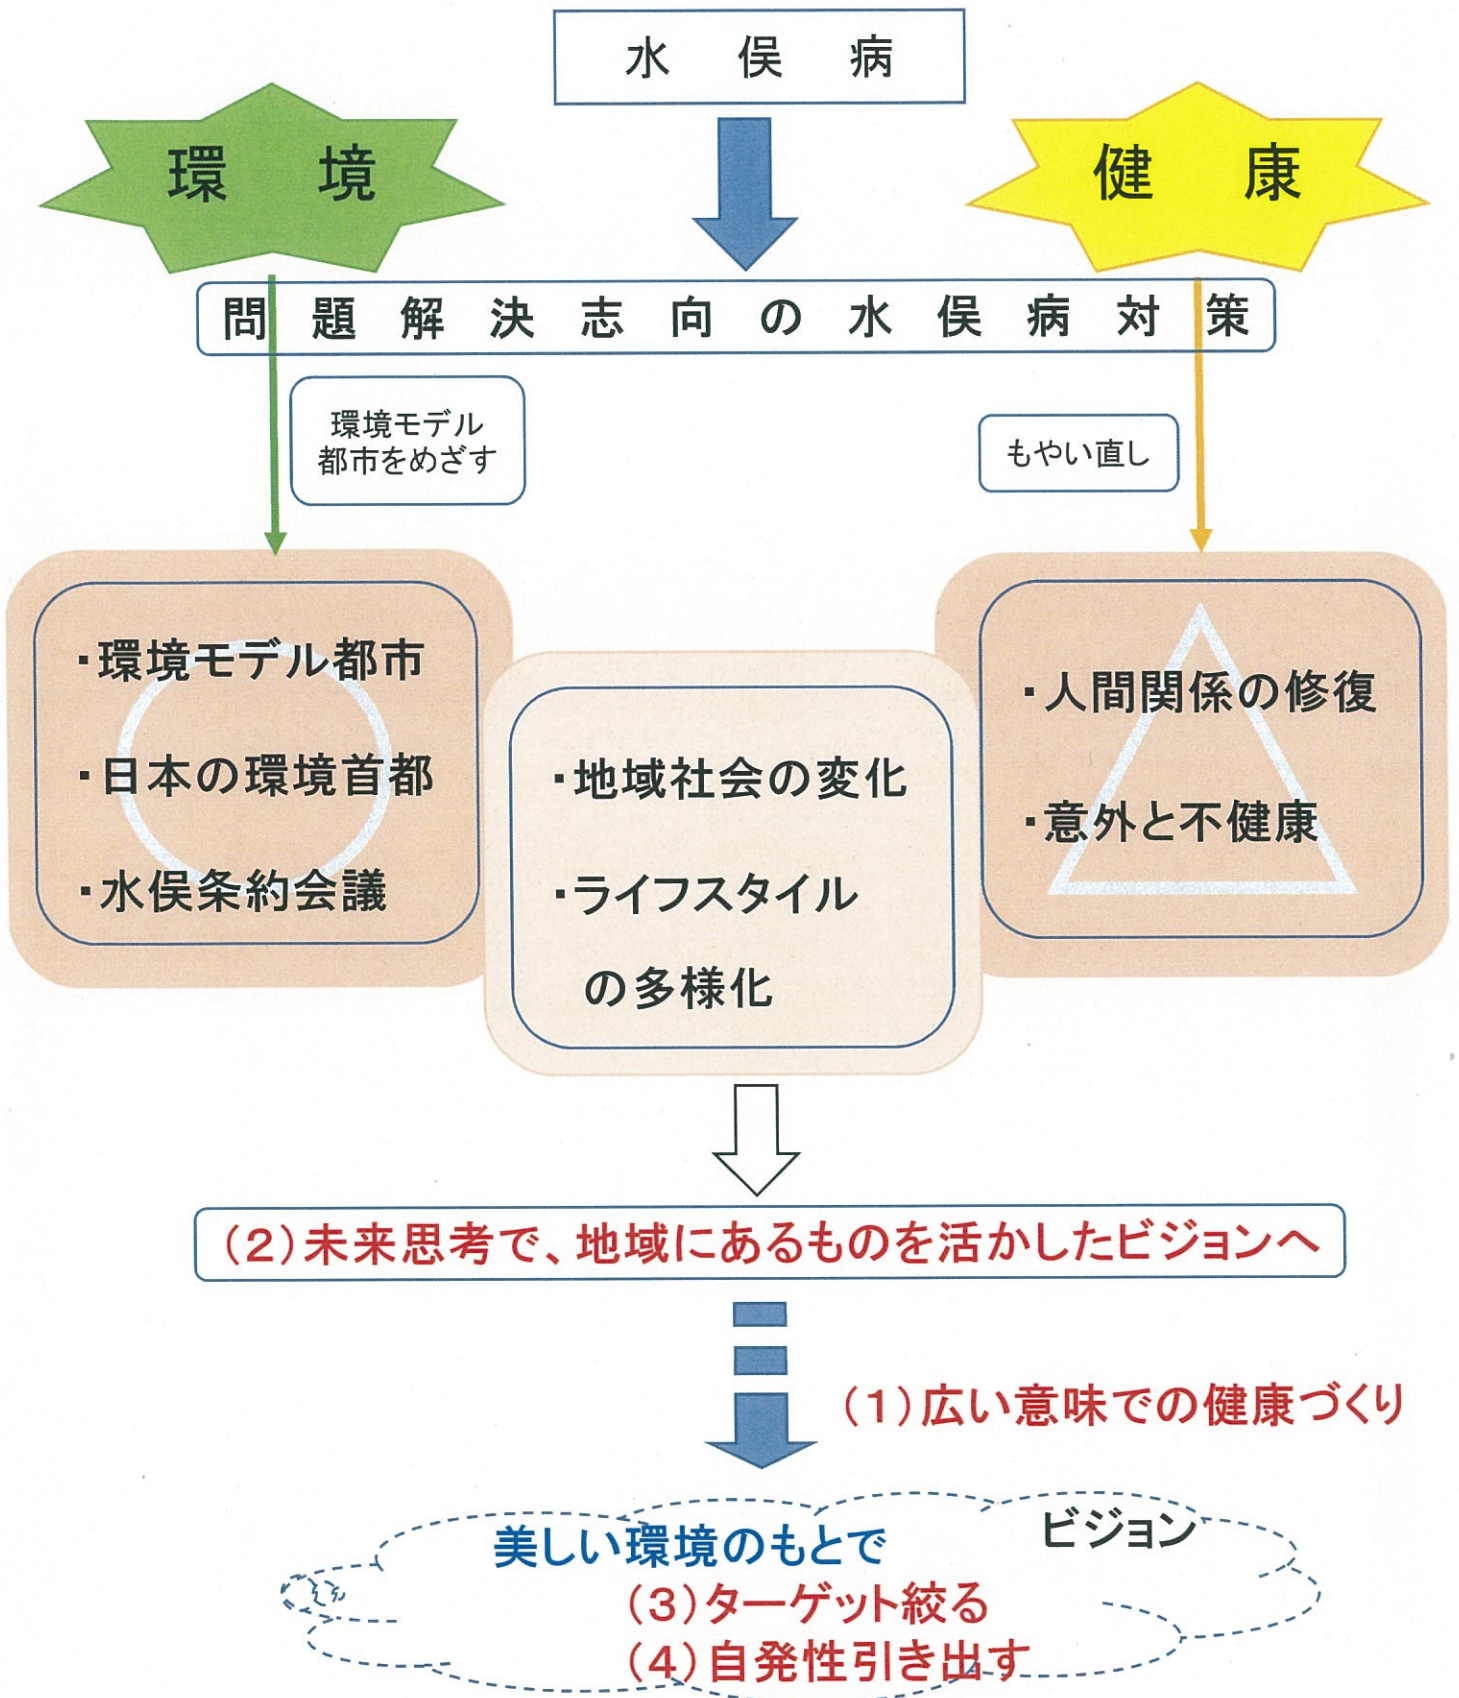 水俣病
環境
健康
問題解決志向の水俣病対策
環境モデル
都市をめざす
もやい直し
・環境モデル都市
・日本の環境首都
・水俣条約会議
・地域社会の変化
・ライフスタイル
の多様化
・人間関係の修復
・意外と不健康
(2)未来思考で、地域にあるものを活かしたビジョンへ
(1)広い意味での健康づくり
ビジョン
美しい環境のもとで
(3)ターゲット絞る
(4)自発性引き出す